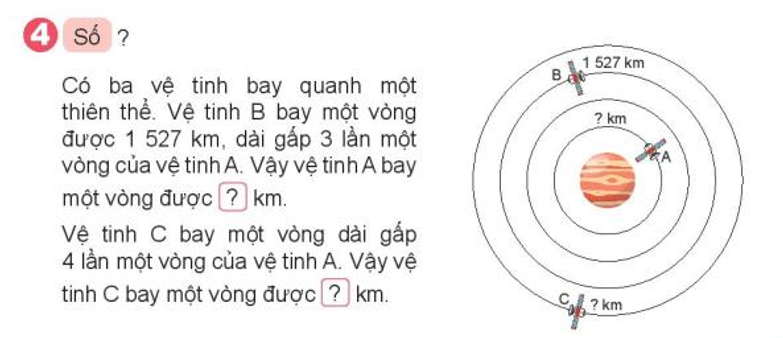 4 Số ?
Có ba vệ tinh bay quanh một
thiên thể. Vệ tinh B bay một vòng
được 1 527 km, dài gấp 3 lần một
vòng của vệ tinh A. Vậy vệ tinh A bay
một vòng được ? km.
Vệ tinh C bay một vòng dài gấp
4 lần một vòng của vệ tinh A. Vậy vệ
tinh C bay một vòng được ? km.
B 1 527 km
? km
A
C ? km